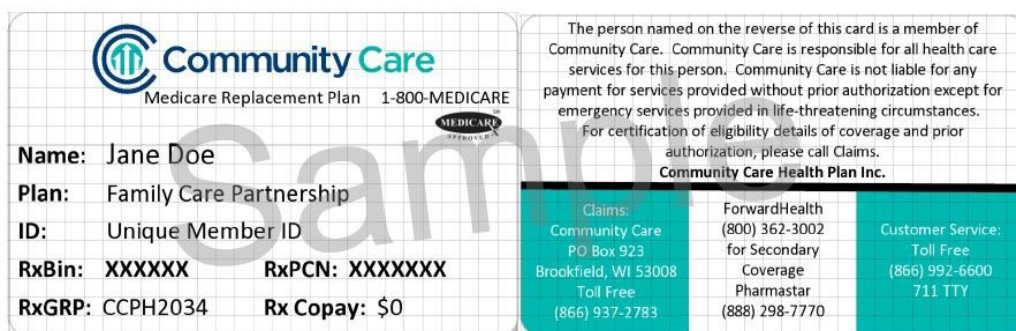 Community Care
Medicare Replacement Plan 1-800-MEDICARE
MEDICARE Rx
APPROVED
Name: Jane Doe
Plan: Family Care Partnership
ID: Unique Member ID
RxBin: XXXXXX RxPCN: XXXXXXX
RxGRP: CCPH2034 Rx Copay: $0
Sample
The person named on the reverse of this card is a member of
Community Care. Community Care is responsible for all health care
services for this person. Community Care is not liable for any
payment for services provided without prior authorization except for
emergency services provided in life-threatening circumstances.
For certification of eligibility details of coverage and prior
authorization, please call Claims.
Community Care Health Plan Inc.
Claims:
Community Care
PO Box 923
Brookfield, WI 53008
Toll Free
(866) 937-2783
ForwardHealth
(800) 362-3002
for Secondary
Coverage
Pharmastar
(888) 298-7770
Customer Service:
Toll Free
(866) 992-6600
711 TTY